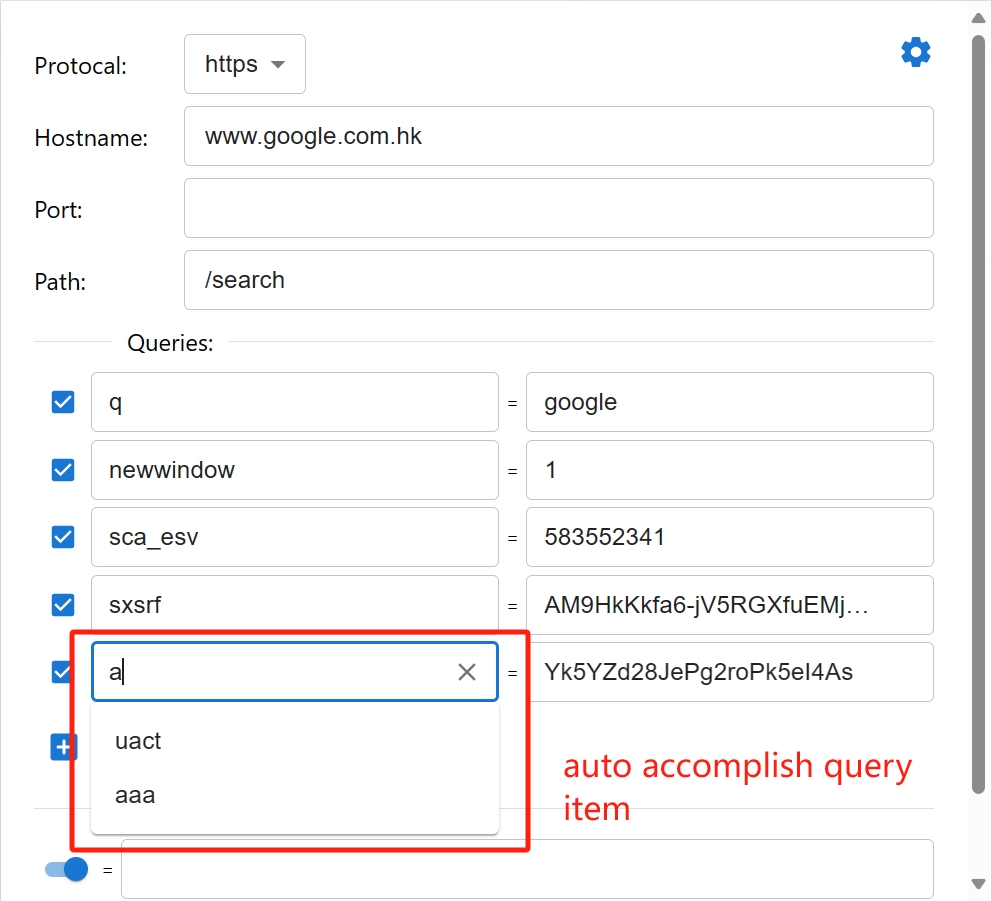 Protocal: https
Hostname: www.google.com.hk
Port:
Path: /search
Queries:
q = google
newwindow = 1
sca_esv = 583552341
sxsrf = AM9HkKkfa6-jV5RGXfuEMj…
a = Yk5YZd28JePg2roPk5eI4As
uact
aaa
auto accomplish query
item
=